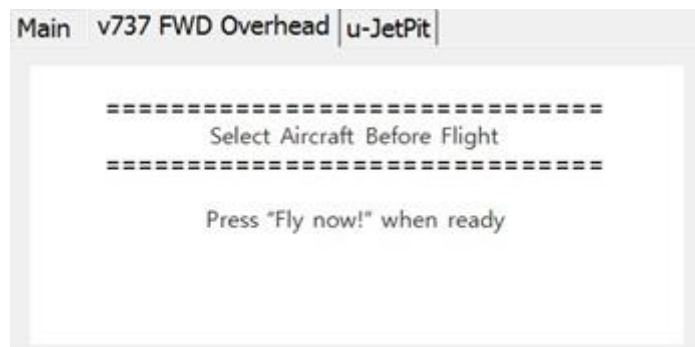 Main v737 FWD Overhead u-JetPit
===============================
Select Aircraft Before Flight
===============================
Press "Fly now!" when ready